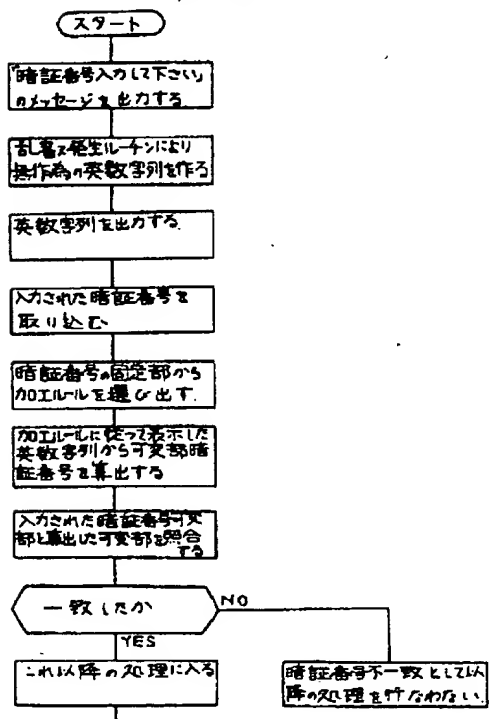 スタート
「暗証番号入力して下さい」
のメッセージを出力する
乱数発生ルーチンにより
無作為の英数字列を作る
英数字列を出力する.
入力された暗証番号を
取り込む
暗証番号の固定部から
加工ルールを選び出す.
加工ルールに従って表示した
英数字列から可変部暗
証番号を算出する
入力された暗証番号可変
部と算出した可変部を照合
する
一致したか
NO
YES
これ以降の処理に入る
暗証番号不一致として以
降の処理を行なわない.